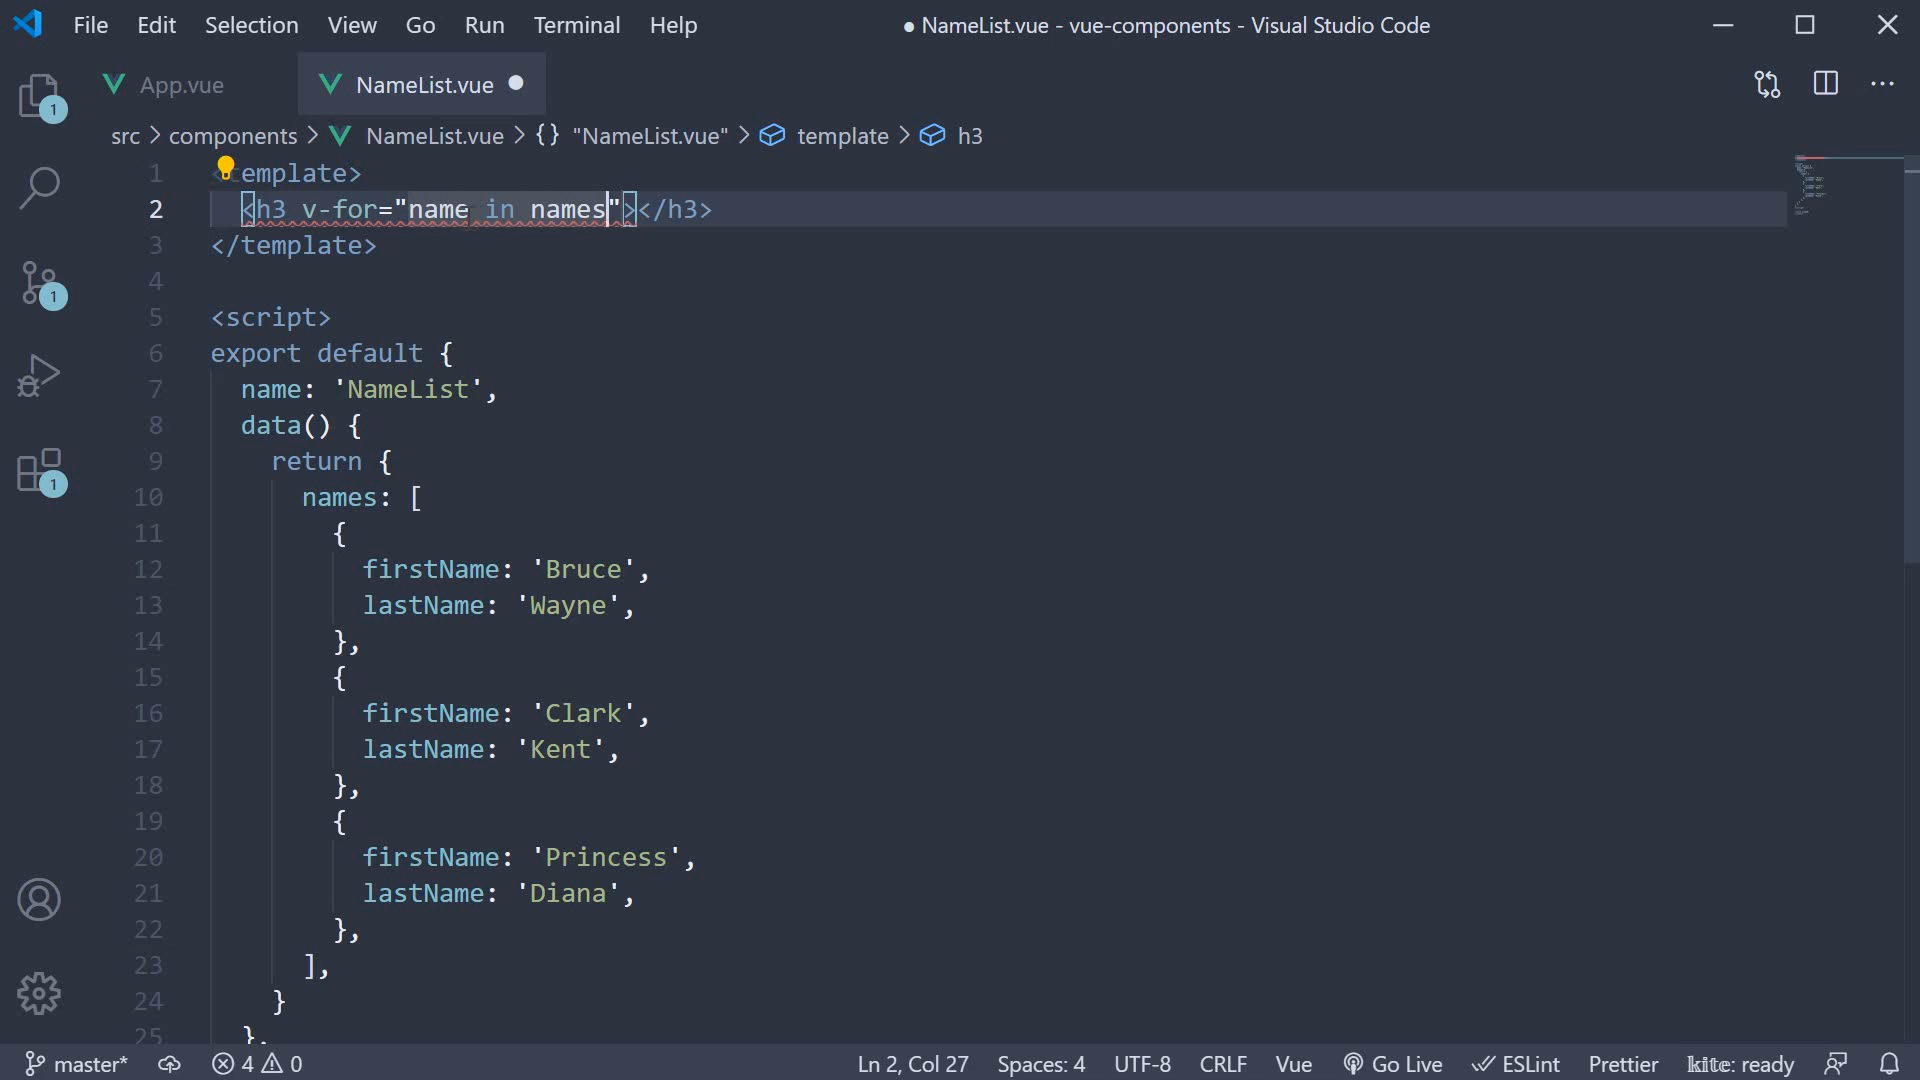 File Edit Selection View Go Run Terminal Help
● NameList.vue - vue-components - Visual Studio Code
App.vue
NameList.vue ●
src > components > NameList.vue > {} "NameList.vue" > template > h3
1 <template>
2 <h3 v-for="name in names"></h3>
3 </template>
4
5 <script>
6 export default {
7 name: 'NameList',
8 data() {
9 return {
10 names: [
11 {
12 firstName: 'Bruce',
13 lastName: 'Wayne',
14 },
15 {
16 firstName: 'Clark',
17 lastName: 'Kent',
18 },
19 {
20 firstName: 'Princess',
21 lastName: 'Diana',
22 },
23 ],
24 }
25 },
1
1
1
master* 4 0 Ln 2, Col 27 Spaces: 4 UTF-8 CRLF Vue Go Live ESLint Prettier kite: ready